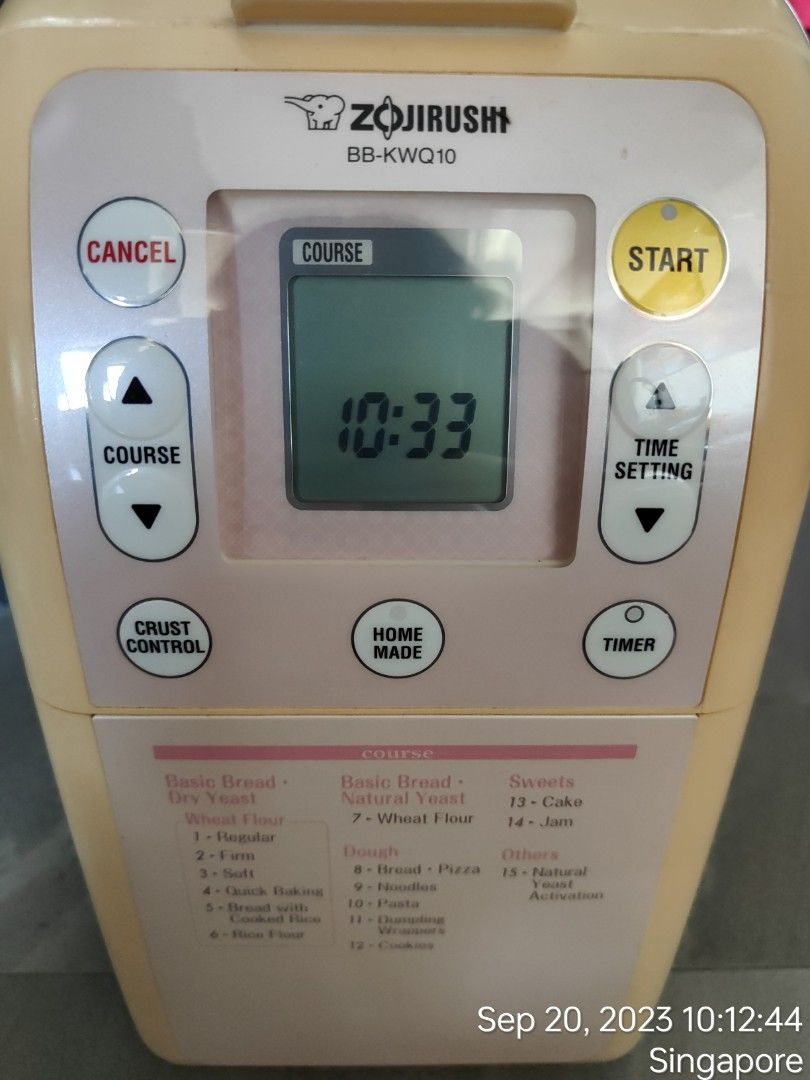 ZOJIRUSHI
BB-KWQ10
CANCEL
COURSE
START
10:33
COURSE
TIME
SETTING
CRUST
CONTROL
HOME
MADE
TIMER
course
Basic Bread・
Dry Yeast
Wheat Flour
1 - Regular
2 - Firm
3 - Soft
4 - Quick Baking
5 - Bread with
Cooked Rice
6 - Rice Flour
Basic Bread・
Natural Yeast
7 - Wheat Flour
Dough
8 - Bread・Pizza
9 - Noodles
10 - Pasta
11 - Dumpling
Wrappers
12 - Cookies
Sweets
13 - Cake
14 - Jam
Others
15 - Natural
Yeast
Activation
Sep 20, 2023 10:12:44
Singapore